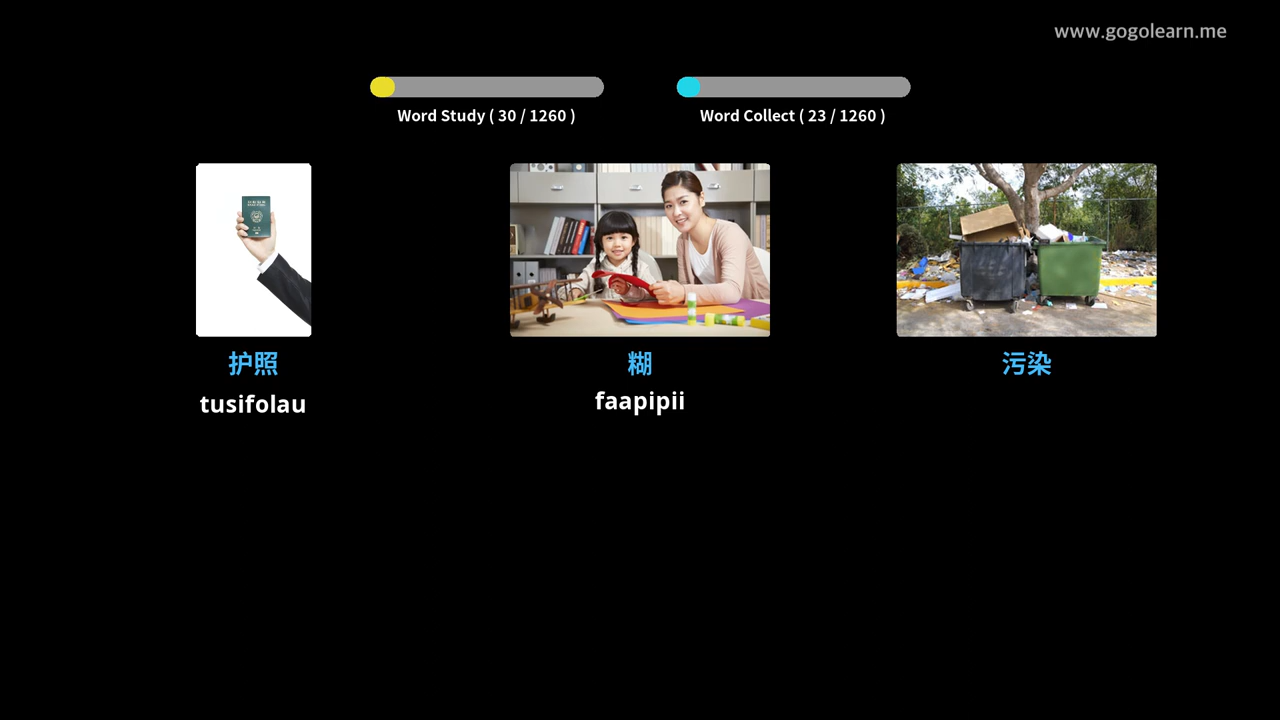 www.gogolearn.me
Word Study ( 30 / 1260 )
Word Collect ( 23 / 1260 )
护照
糊
污染
tusifolau
faapipii